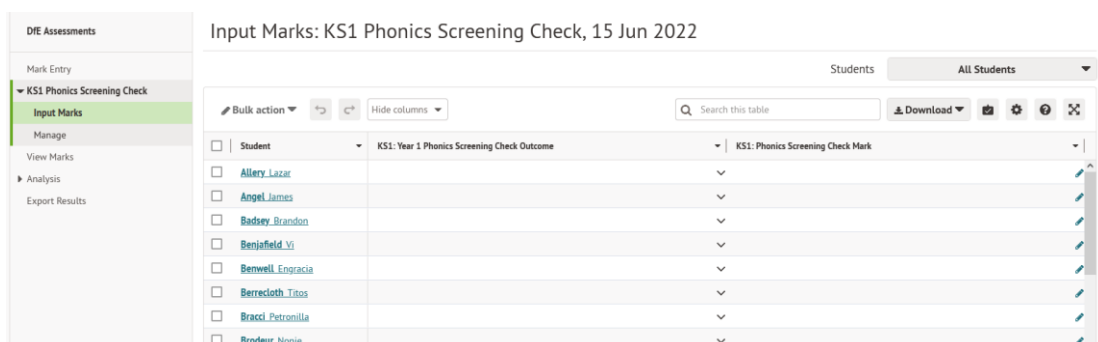 DfE Assessments
Input Marks: KS1 Phonics Screening Check, 15 Jun 2022
Mark Entry
KS1 Phonics Screening Check
Input Marks
Manage
View Marks
Analysis
Export Results
Students All Students
Bulk action Hide columns Search this table Download
Student KS1: Year 1 Phonics Screening Check Outcome KS1: Phonics Screening Check Mark
Allery Lazar
Angel James
Badsey Brandon
Benjafield Vi
Benwell Engracia
Berrecloth Titos
Bracci Petronilla
Brodeur Nonie